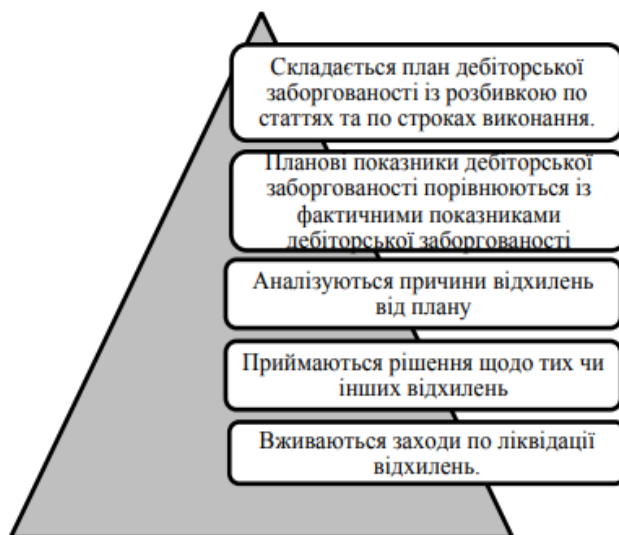 Складається план дебіторської
заборгованості із розбивкою по
статтях та по строках виконання.
Планові показники дебіторської
заборгованості порівнюються із
фактичними показниками
дебіторської заборгованості
Аналізуються причини відхилень
від плану
Приймаються рішення щодо тих чи
інших відхилень
Вживаються заходи по ліквідації
відхилень.